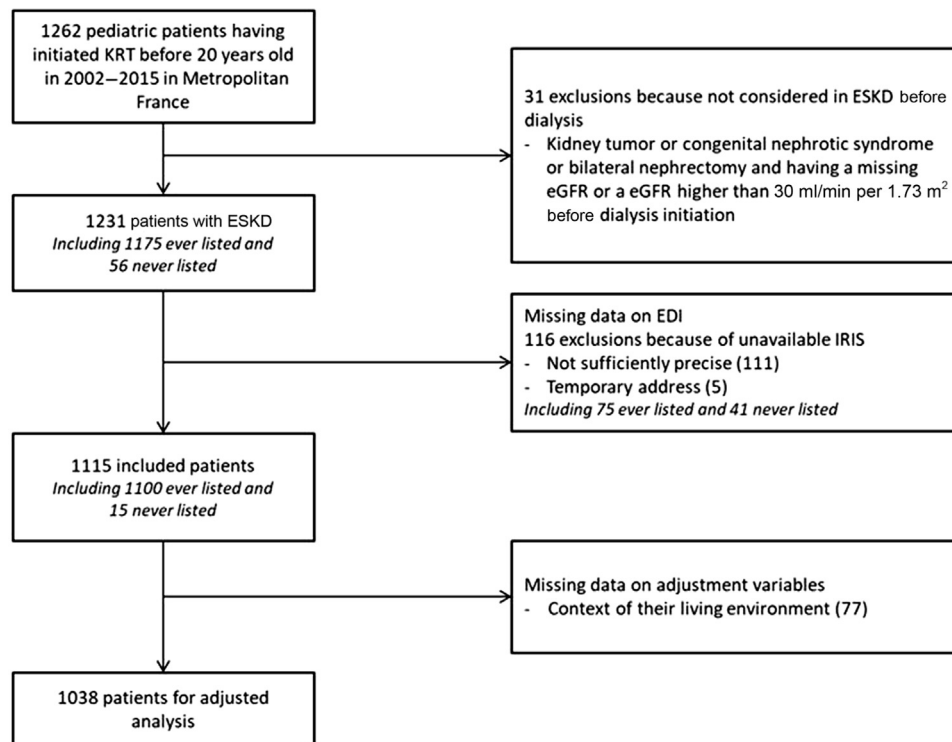 1262 pediatric patients having
initiated KRT before 20 years old
in 2002–2015 in Metropolitan
France
31 exclusions because not considered in ESKD before
dialysis
- Kidney tumor or congenital nephrotic syndrome
or bilateral nephrectomy and having a missing
eGFR or a eGFR higher than 30 ml/min per 1.73 m²
before dialysis initiation
1231 patients with ESKD
Including 1175 ever listed and
56 never listed
Missing data on EDI
116 exclusions because of unavailable IRIS
- Not sufficiently precise (111)
- Temporary address (5)
Including 75 ever listed and 41 never listed
1115 included patients
Including 1100 ever listed and
15 never listed
Missing data on adjustment variables
- Context of their living environment (77)
1038 patients for adjusted
analysis